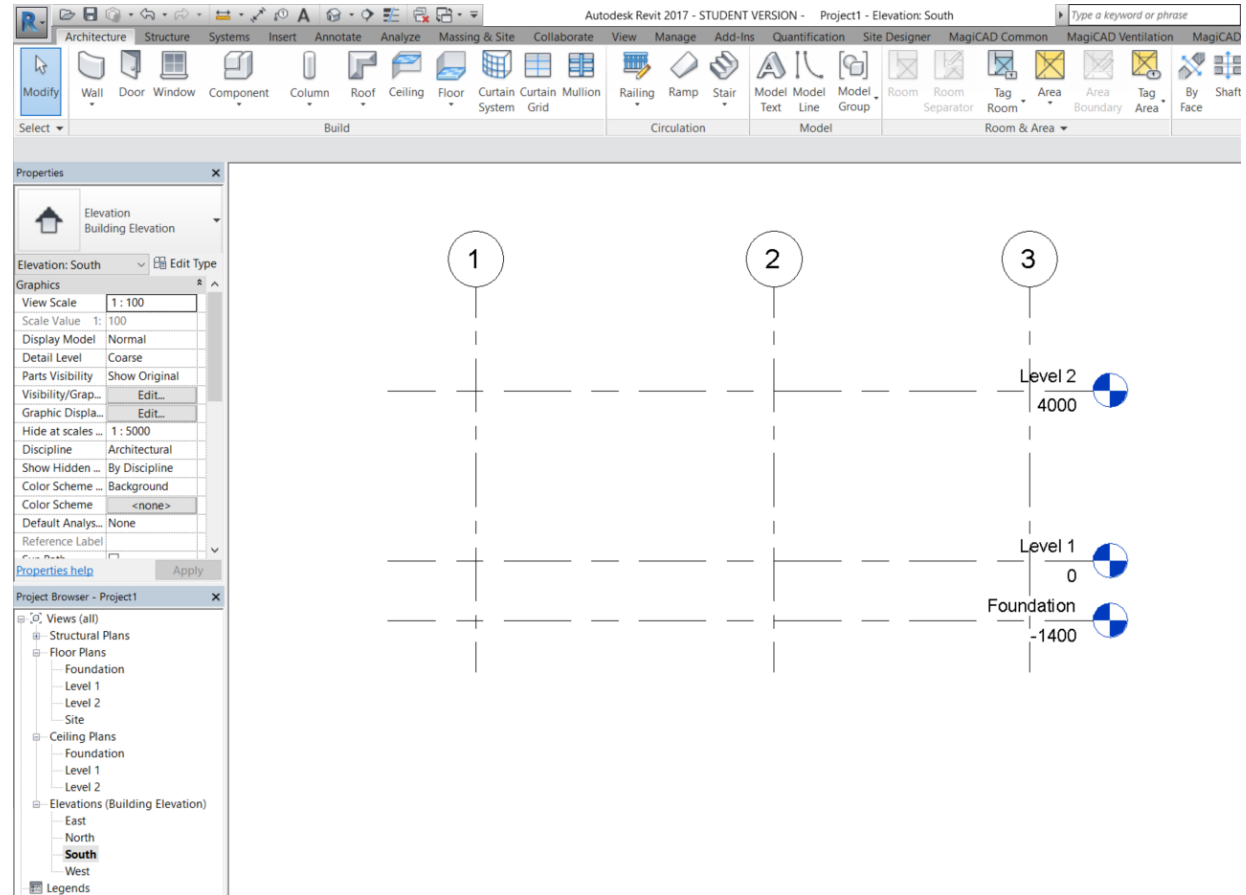 Autodesk Revit 2017 - STUDENT VERSION - Project1 - Elevation: South
Type a keyword or phrase
Architecture Structure Systems Insert Annotate Analyze Massing & Site Collaborate View Manage Add-Ins Quantification Site Designer MagiCAD Common MagiCAD Ventilation MagiCAD
Modify Wall Door Window Component Column Roof Ceiling Floor Curtain System Curtain Grid Mullion Railing Ramp Stair Model Text Model Line Model Group Room Room Separator Tag Room Area Area Boundary Tag Area By Face Shaft
Select Build Circulation Model Room & Area
Properties
Elevation
Building Elevation
Elevation: South Edit Type
Graphics
View Scale 1 : 100
Scale Value 1: 100
Display Model Normal
Detail Level Coarse
Parts Visibility Show Original
Visibility/Grap... Edit...
Graphic Displa... Edit...
Hide at scales ... 1 : 5000
Discipline Architectural
Show Hidden ... By Discipline
Color Scheme ... Background
Color Scheme <none>
Default Analys... None
Reference Label
Properties help Apply
Project Browser - Project1
Views (all)
Structural Plans
Floor Plans
Foundation
Level 1
Level 2
Site
Ceiling Plans
Foundation
Level 1
Level 2
Elevations (Building Elevation)
East
North
South
West
Legends
1 2 3
Level 2
4000
Level 1
0
Foundation
-1400